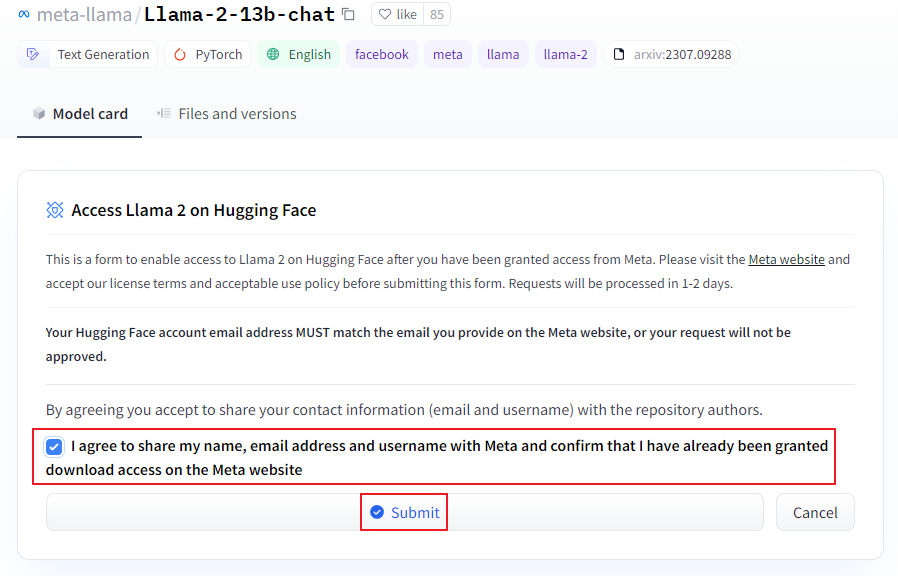 meta-llama/Llama-2-13b-chat like 85
Text Generation PyTorch English facebook meta llama llama-2 arxiv:2307.09288
Model card Files and versions
Access Llama 2 on Hugging Face
This is a form to enable access to Llama 2 on Hugging Face after you have been granted access from Meta. Please visit the Meta website and
accept our license terms and acceptable use policy before submitting this form. Requests will be processed in 1-2 days.
Your Hugging Face account email address MUST match the email you provide on the Meta website, or your request will not be
approved.
By agreeing you accept to share your contact information (email and username) with the repository authors.
I agree to share my name, email address and username with Meta and confirm that I have already been granted
download access on the Meta website
Submit Cancel